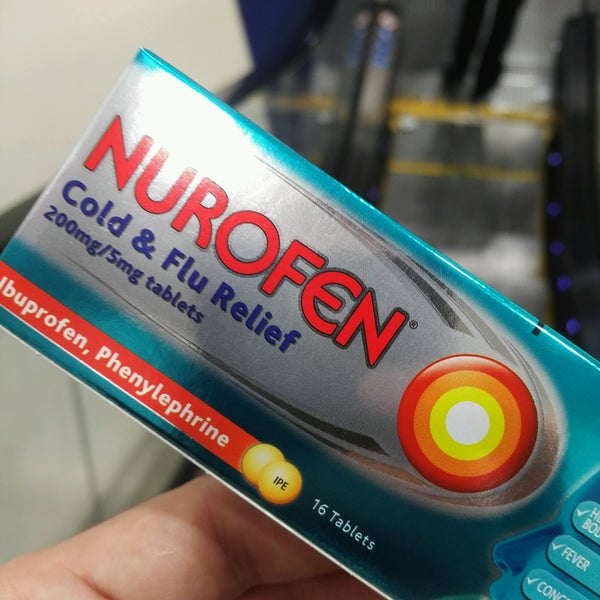 NUROFEN®
Cold & Flu Relief
200mg/5mg tablets
Ibuprofen, Phenylephrine
IPE
16 Tablets
FEVER